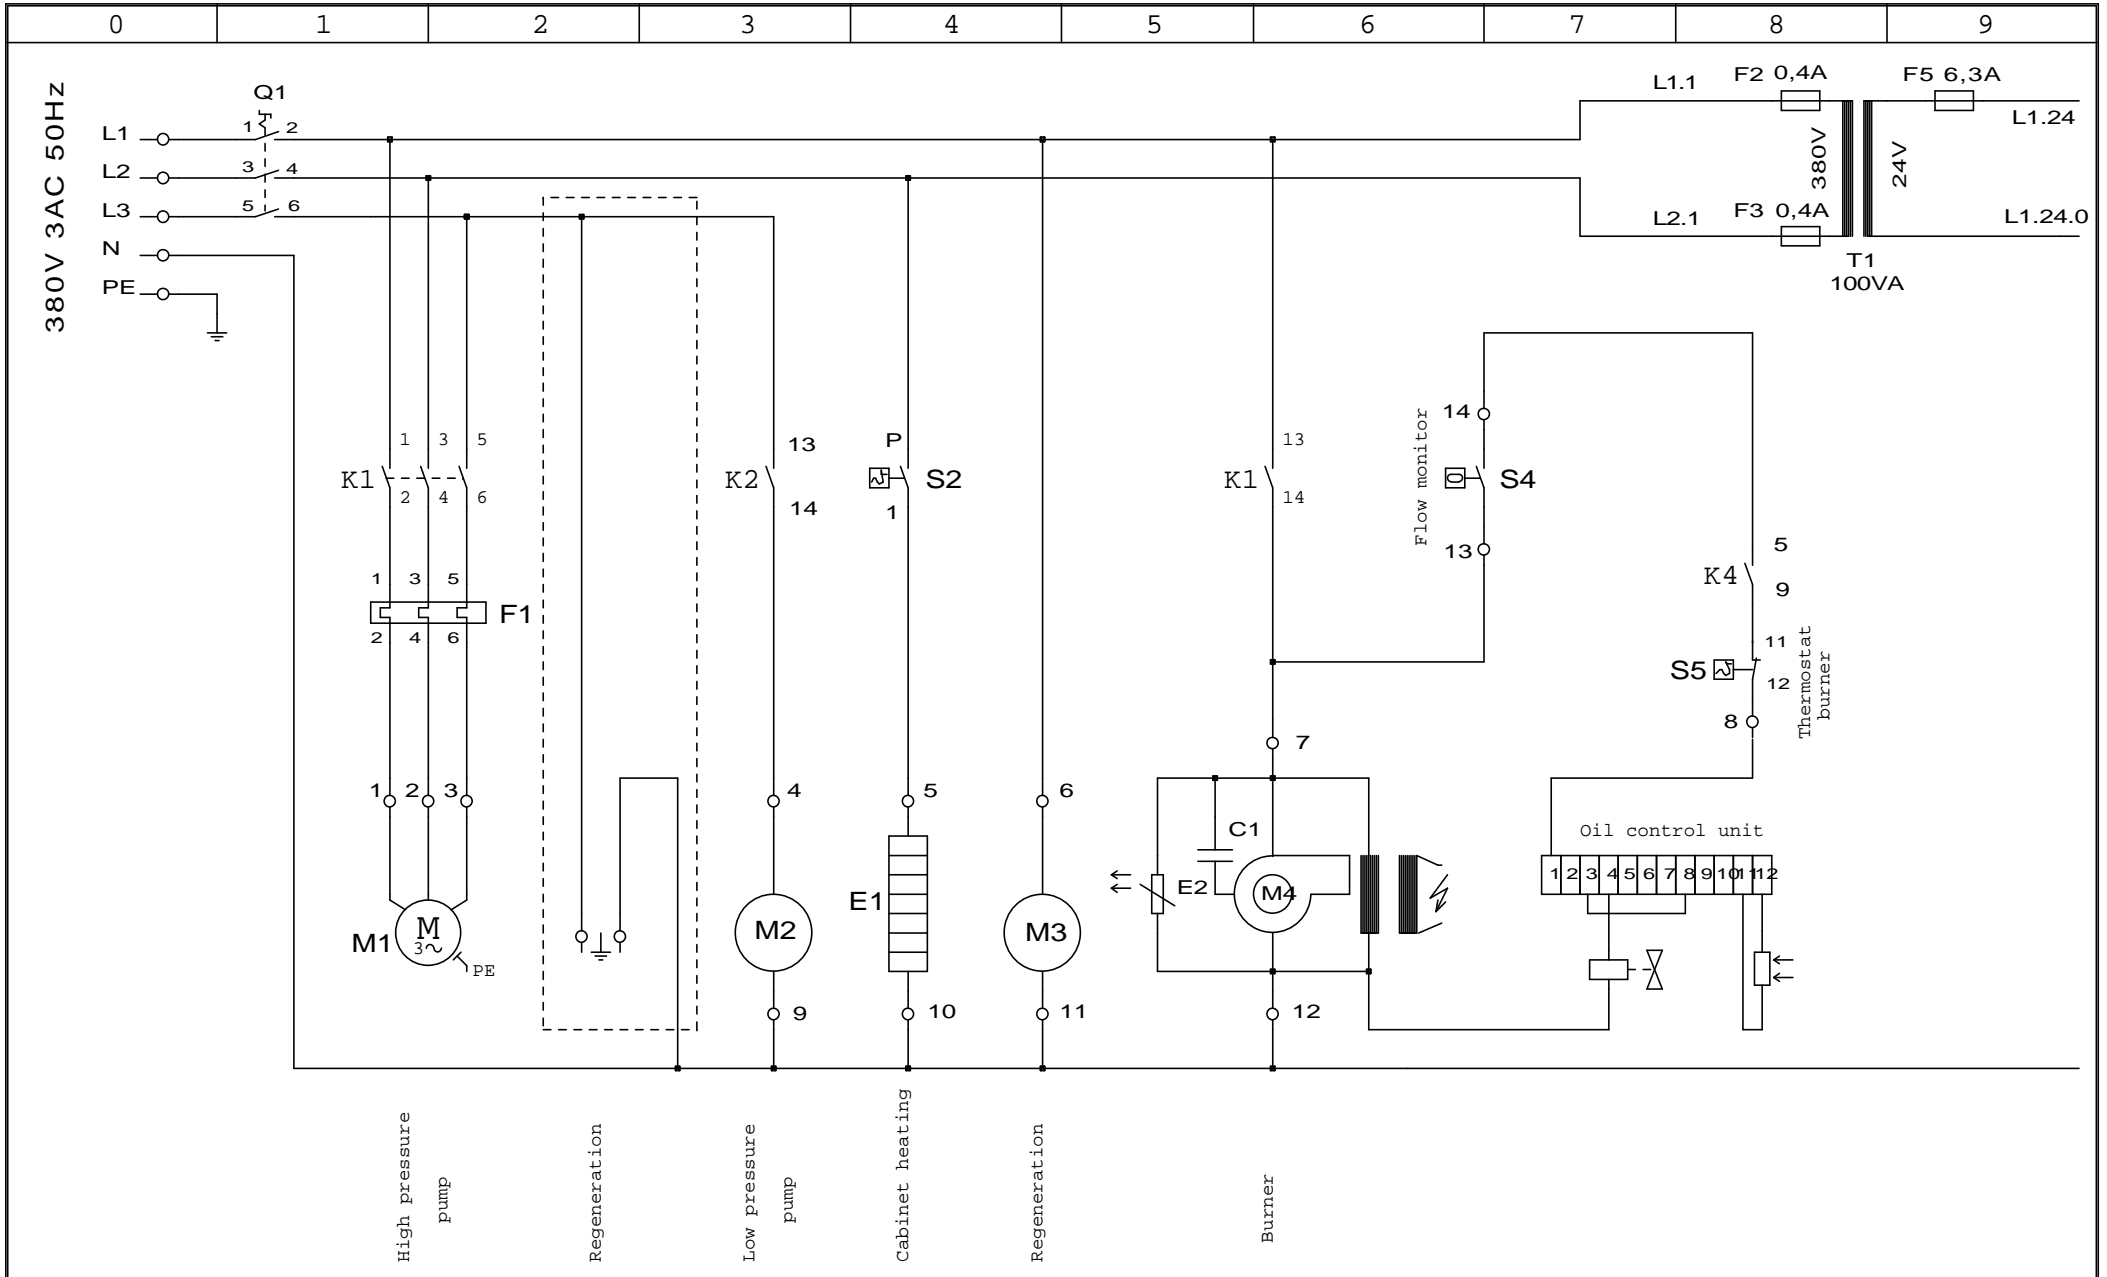 0 1 2 3 4 5 6 7 8 9
380V 3AC 50Hz
Q1
L1 1 2
L2 3 4
L3 5 6
N
PE
L1.1 F2 0,4A F5 6,3A
L1.24
380V 24V
L2.1 F3 0,4A L1.24.0
T1
100VA
K1 1 3 5
2 4 6
1 3 5
F1
2 4 6
1 2 3
M1 M
3~
PE
K2 13
14
4
M2
9
P
S2
1
5
E1
10
6
M3
11
K1 13
14
7
C1
E2 M4
12
Flow monitor
14
S4
13
5
K4
9
11
S5
12
Thermostat
burner
8
Oil control unit
1 2 3 4 5 6 7 8 9 10 11 12
High pressure
pump
Regeneration
Low pressure
pump
Cabinet heating
Regeneration
Burner